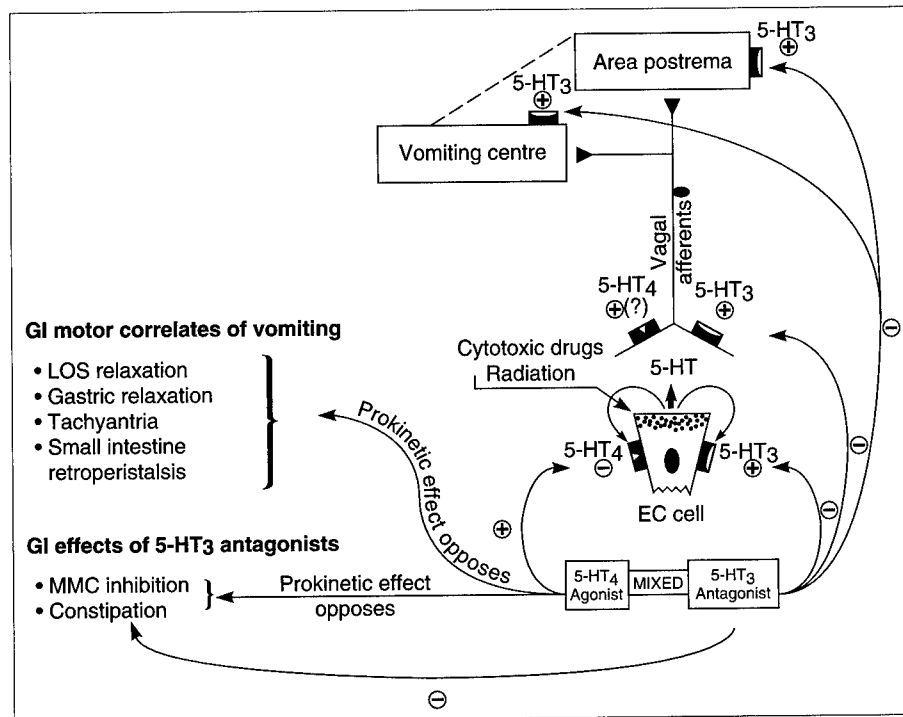 5-HT3
⊕
Area postrema
5-HT3
⊕
Vomiting centre
Vagal
afferents
5-HT4
⊕(?)
5-HT3
⊕
GI motor correlates of vomiting
• LOS relaxation
• Gastric relaxation
• Tachyantria
• Small intestine
retroperistalsis
Cytotoxic drugs
Radiation
5-HT
⊖
Prokinetic effect opposes
5-HT4
⊖
5-HT3
⊕
⊖
⊖
EC cell
⊕
GI effects of 5-HT3 antagonists
• MMC inhibition
• Constipation
Prokinetic effect
opposes
5-HT4
Agonist
MIXED
5-HT3
Antagonist
⊖